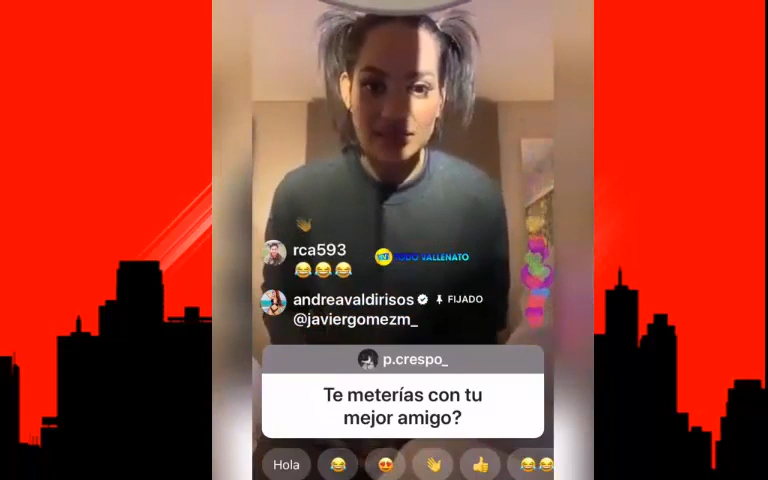 rca593
TODO VALLENATO
😂😂😂
andreavaldirisos FIJADO
@javiergomezm_
p.crespo_
Te meterías con tu
mejor amigo?
Hola